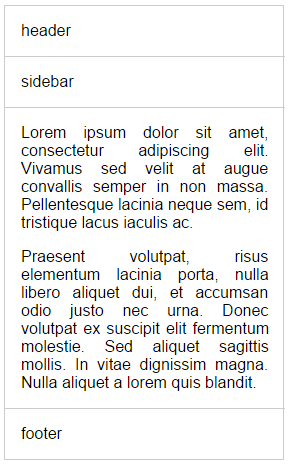 header
sidebar
Lorem ipsum dolor sit amet,
consectetur adipiscing elit.
Vivamus sed velit at augue
convallis semper in non massa.
Pellentesque lacinia neque sem, id
tristique lacus iaculis ac.
Praesent volutpat, risus
elementum lacinia porta, nulla
libero aliquet dui, et accumsan
odio justo nec urna. Donec
volutpat ex suscipit elit fermentum
molestie. Sed aliquet sagittis
mollis. In vitae dignissim magna.
Nulla aliquet a lorem quis blandit.
footer